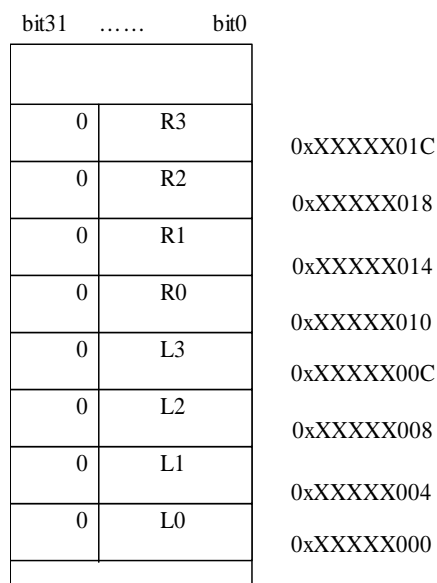 bit31 …… bit0
0 R3
0xXXXXX01C
0 R2
0xXXXXX018
0 R1
0xXXXXX014
0 R0
0xXXXXX010
0 L3
0xXXXXX00C
0 L2
0xXXXXX008
0 L1
0xXXXXX004
0 L0
0xXXXXX000